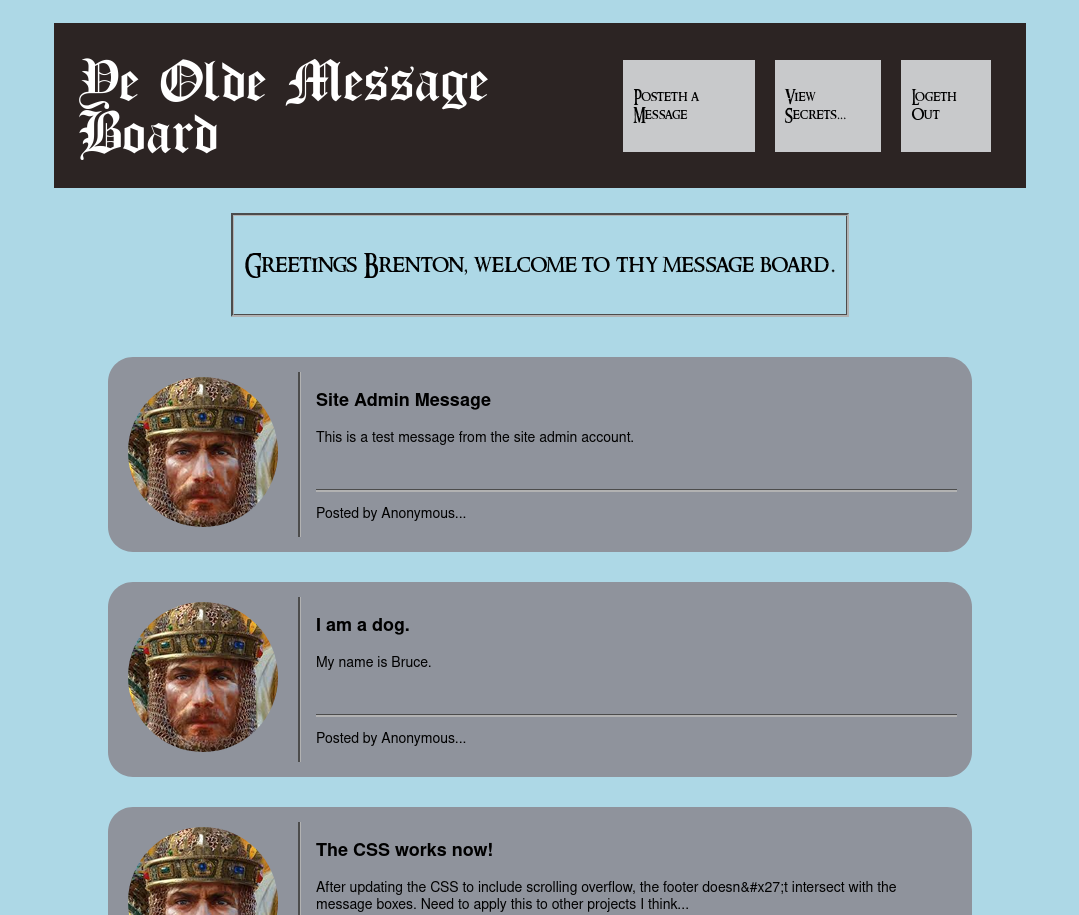 Ye Olde Message
Board
Posteth a
Message
View
Secrets...
Logeth
Out
Greetings Brenton, welcome to thy message board.
Site Admin Message
This is a test message from the site admin account.
Posted by Anonymous...
I am a dog.
My name is Bruce.
Posted by Anonymous...
The CSS works now!
After updating the CSS to include scrolling overflow, the footer doesn&#x27;t intersect with the
message boxes. Need to apply this to other projects I think...